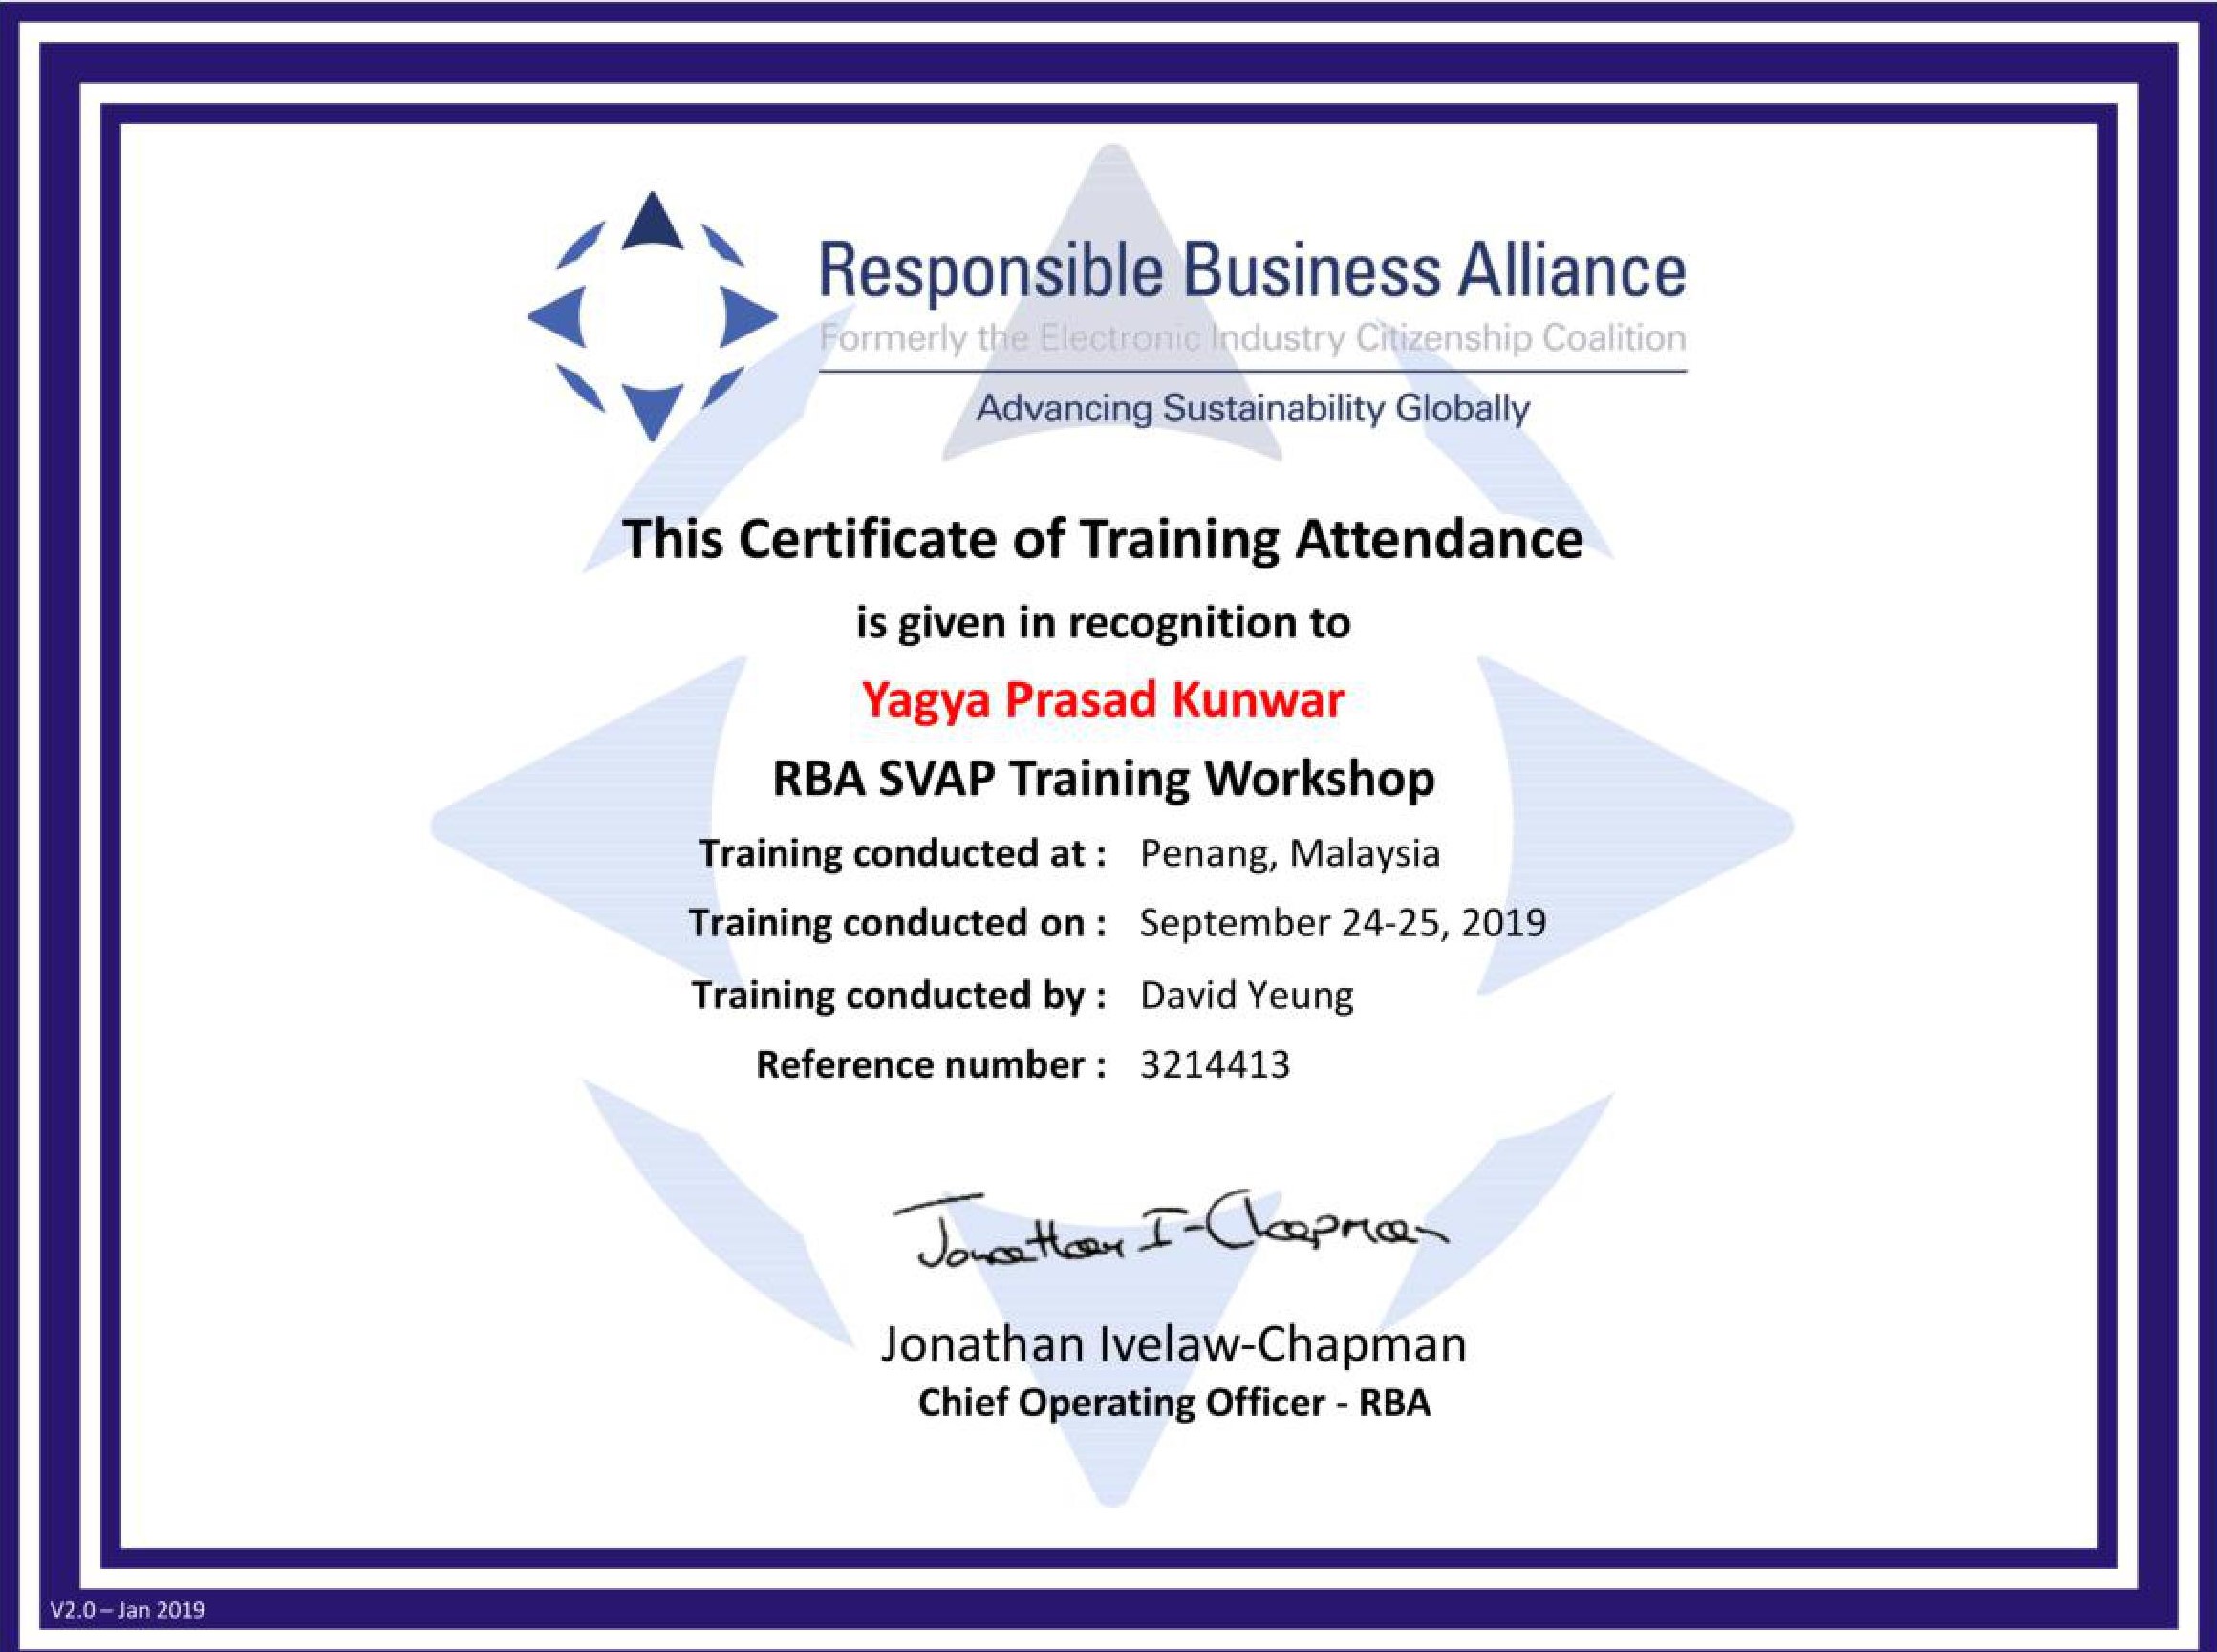 Responsible Business Alliance
Formerly the Electronic Industry Citizenship Coalition
Advancing Sustainability Globally
This Certificate of Training Attendance
is given in recognition to
Yagya Prasad Kunwar
RBA SVAP Training Workshop
Training conducted at : Penang, Malaysia
Training conducted on : September 24-25, 2019
Training conducted by : David Yeung
Reference number : 3214413
Jonathan I-Chapman
Jonathan Ivelaw-Chapman
Chief Operating Officer - RBA
V2.0 – Jan 2019